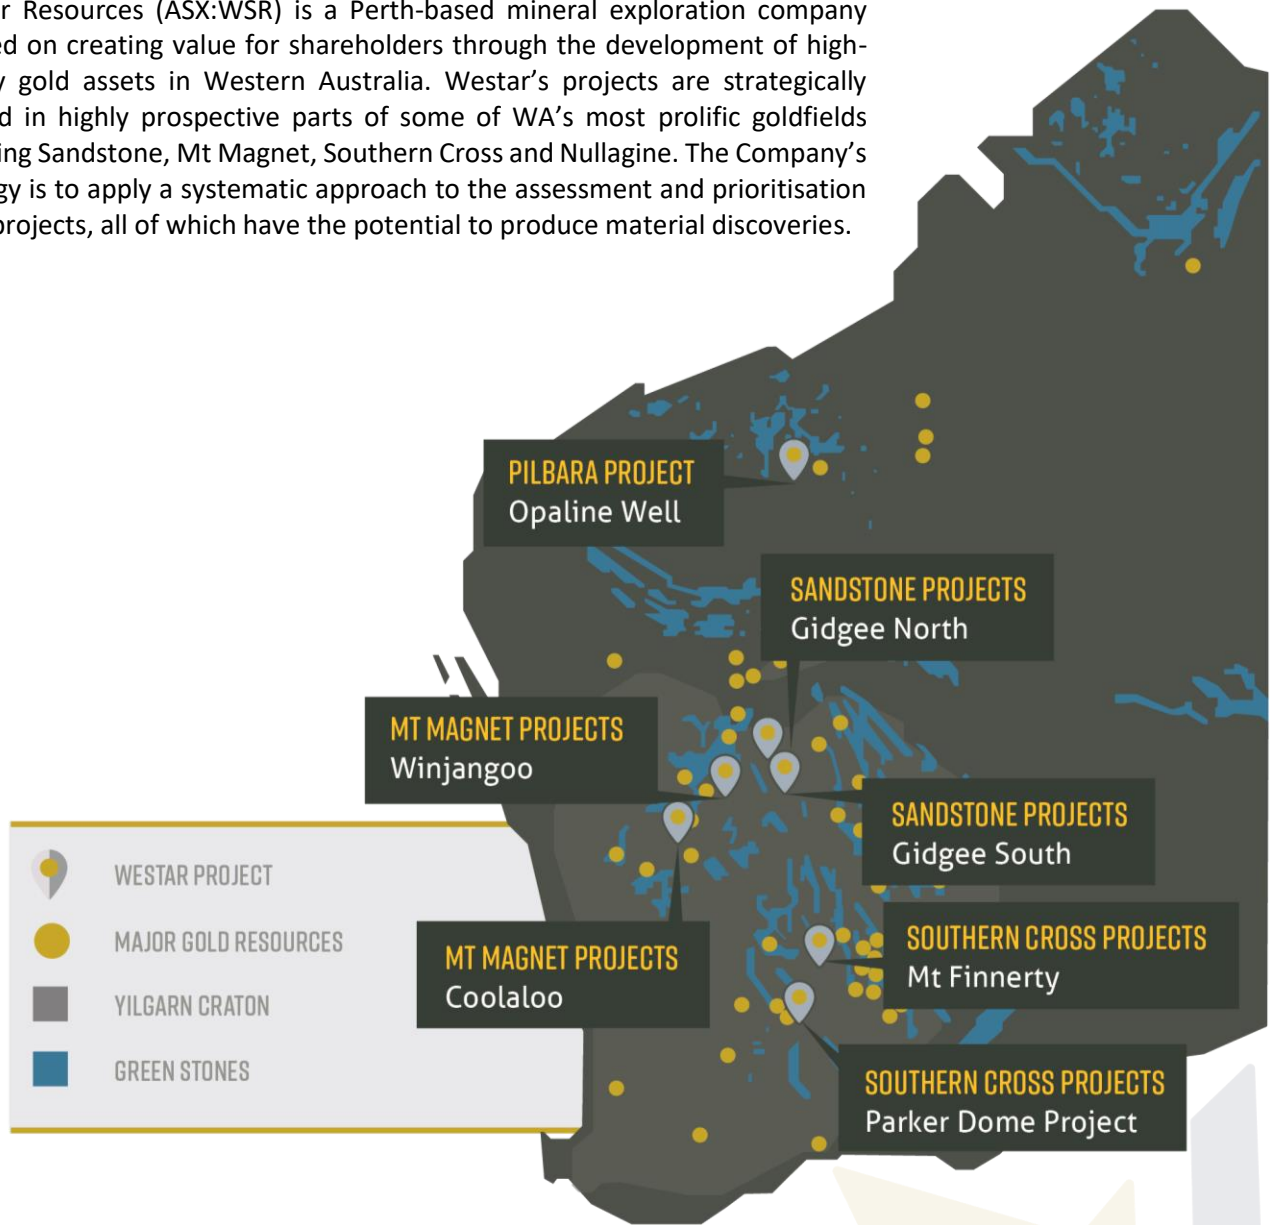 r Resources (ASX:WSR) is a Perth-based mineral exploration company
ed on creating value for shareholders through the development of high-
y gold assets in Western Australia. Westar’s projects are strategically
d in highly prospective parts of some of WA’s most prolific goldfields
ing Sandstone, Mt Magnet, Southern Cross and Nullagine. The Company’s
gy is to apply a systematic approach to the assessment and prioritisation
projects, all of which have the potential to produce material discoveries.
PILBARA PROJECT
Opaline Well
SANDSTONE PROJECTS
Gidgee North
MT MAGNET PROJECTS
Winjangoo
SANDSTONE PROJECTS
Gidgee South
WESTAR PROJECT
MAJOR GOLD RESOURCES
YILGARN CRATON
GREEN STONES
MT MAGNET PROJECTS
Coolaloo
SOUTHERN CROSS PROJECTS
Mt Finnerty
SOUTHERN CROSS PROJECTS
Parker Dome Project